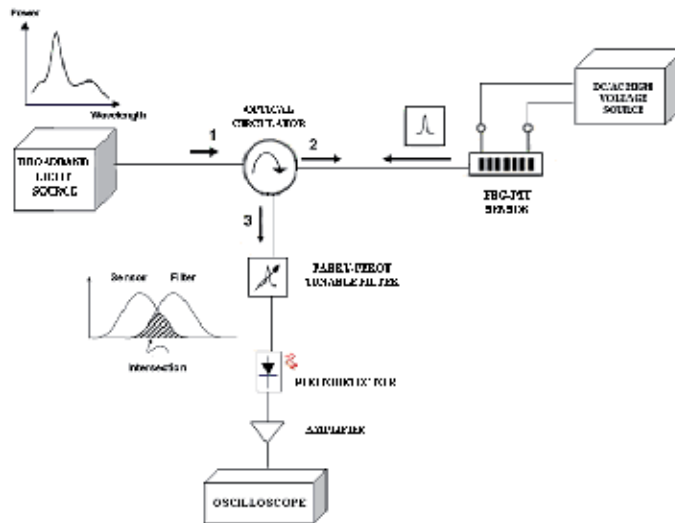 Power
Wavelength
OPTICAL
CIRCULATOR
1
2
3
BROADBAND
LIGHT
SOURCE
DC/AC HIGH
VOLTAGE
SOURCE
FBG-PZT
SENSOR
FABRY-PEROT
TUNABLE FILTER
Sensor Filter
Intersection
PHOTODETECTOR
AMPLIFIER
OSCILLOSCOPE